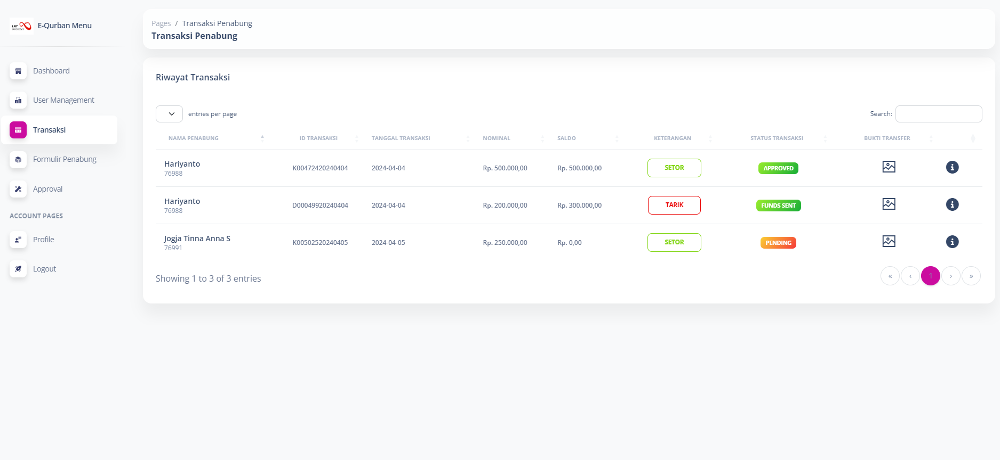 LRT
E-Qurban Menu
Dashboard
User Management
Transaksi
Formulir Penabung
Approval
ACCOUNT PAGES
Profile
Logout
Pages / Transaksi Penabung
Transaksi Penabung
Riwayat Transaksi
entries per page
Search:
NAMA PENABUNG ID TRANSAKSI TANGGAL TRANSAKSI NOMINAL SALDO KETERANGAN STATUS TRANSAKSI BUKTI TRANSFER
Hariyanto
76988
K00472420240404 2024-04-04 Rp. 500.000,00 Rp. 500.000,00 SETOR APPROVED
Hariyanto
76988
D00049920240404 2024-04-04 Rp. 200.000,00 Rp. 300.000,00 TARIK FUNDS SENT
Jogja Tinna Anna S
76991
K00502520240405 2024-04-05 Rp. 250.000,00 Rp. 0,00 SETOR PENDING
Showing 1 to 3 of 3 entries
« ‹ 1 › »